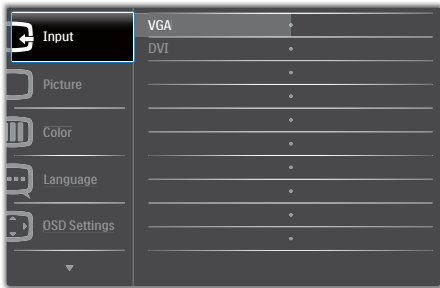 Input
Picture
Color
Language
OSD Settings
VGA
DVI